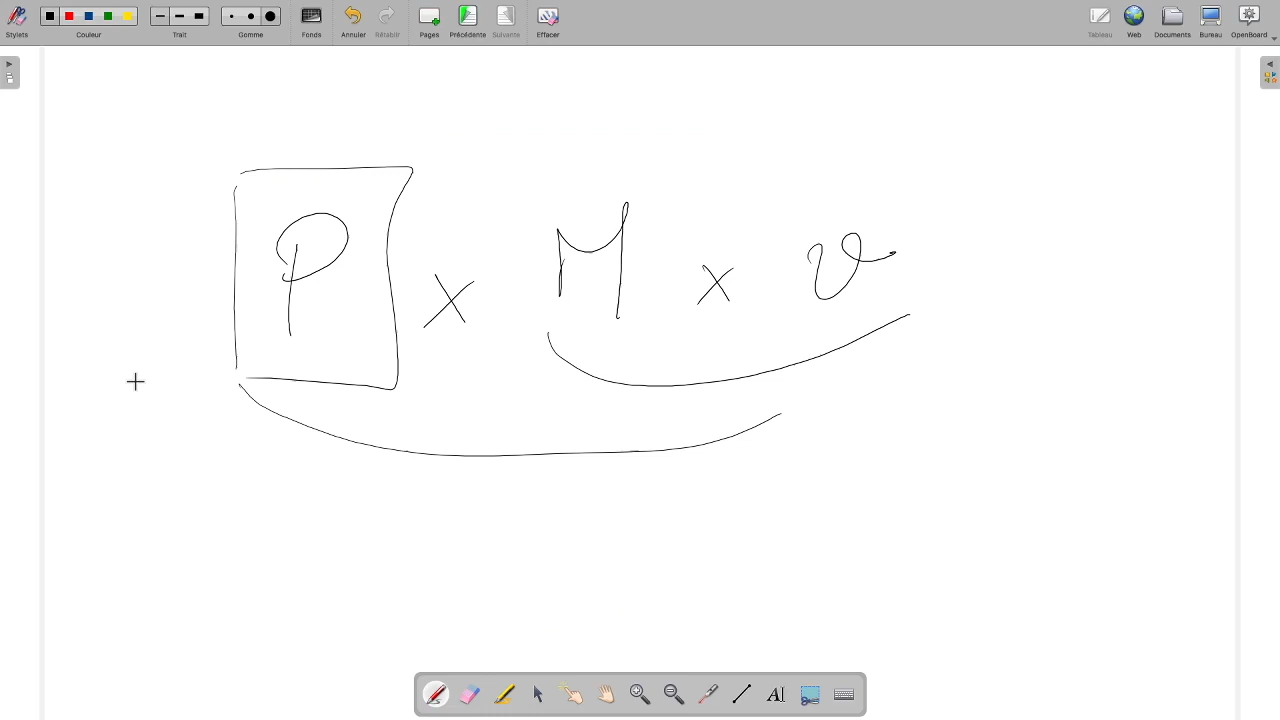 Stylets Couleur Trait Gomme Fonds Annuler Rétablir Pages Précédente Suivante Effacer Tableau Web Documents Bureau OpenBoard
P x M x v